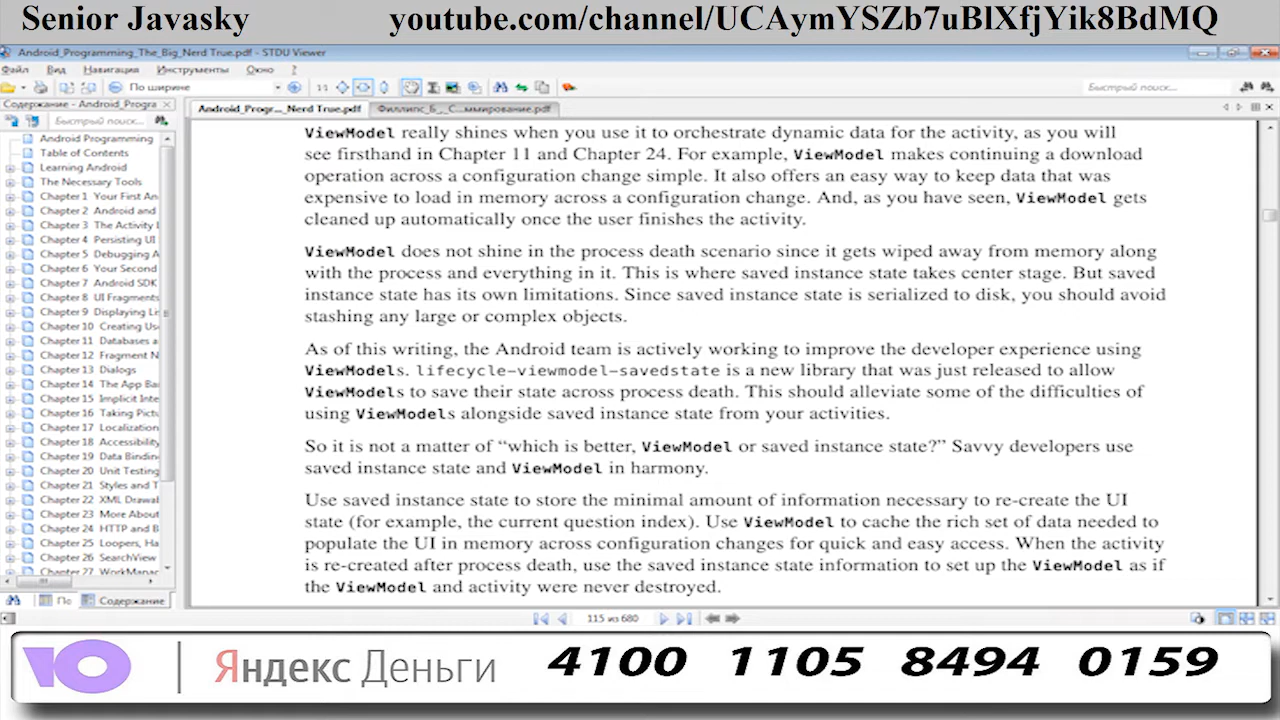 Senior Javasky youtube.com/channel/UCAymYSZb7uBlXfjYik8BdMQ
Android_Programming_The_Big_Nerd True.pdf - STDU Viewer
Файл Вид Навигация Инструменты Окно ?
По ширине 1:1 Быстрый поиск...
Содержание - Android_Progra
Android_Progr..._Nerd True.pdf Филлипс_Б_
Быстрый поиск...
Android Programming
Table of Contents
Learning Android
The Necessary Tools
Chapter 1 Your First An
Chapter 2 Android and
Chapter 3 The Activity L
Chapter 4 Persisting UI
Chapter 5 Debugging A
Chapter 6 Your Second
Chapter 7 Android SDK
Chapter 8 UI Fragments
Chapter 9 Displaying Lis
Chapter 10 Creating Use
Chapter 11 Databases a
Chapter 12 Fragment N
Chapter 13 Dialogs
Chapter 14 The App Bar
Chapter 15 Implicit Inte
Chapter 16 Taking Pictu
Chapter 17 Localization
Chapter 18 Accessibility
Chapter 19 Data Binding
Chapter 20 Unit Testing
Chapter 21 Styles and T
Chapter 22 XML Drawal
Chapter 23 More About
Chapter 24 HTTP and B
Chapter 25 Loopers, Ha
Chapter 26 SearchView
Chapter 27 WorkManag
По Содержание
ViewModel really shines when you use it to orchestrate dynamic data for the activity, as you will
see firsthand in Chapter 11 and Chapter 24. For example, ViewModel makes continuing a download
operation across a configuration change simple. It also offers an easy way to keep data that was
expensive to load in memory across a configuration change. And, as you have seen, ViewModel gets
cleaned up automatically once the user finishes the activity.
ViewModel does not shine in the process death scenario since it gets wiped away from memory along
with the process and everything in it. This is where saved instance state takes center stage. But saved
instance state has its own limitations. Since saved instance state is serialized to disk, you should avoid
stashing any large or complex objects.
As of this writing, the Android team is actively working to improve the developer experience using
ViewModels. lifecycle-viewmodel-savedstate is a new library that was just released to allow
ViewModels to save their state across process death. This should alleviate some of the difficulties of
using ViewModels alongside saved instance state from your activities.
So it is not a matter of “which is better, ViewModel or saved instance state?” Savvy developers use
saved instance state and ViewModel in harmony.
Use saved instance state to store the minimal amount of information necessary to re-create the UI
state (for example, the current question index). Use ViewModel to cache the rich set of data needed to
populate the UI in memory across configuration changes for quick and easy access. When the activity
is re-created after process death, use the saved instance state information to set up the ViewModel as if
the ViewModel and activity were never destroyed.
115 из 680
Ю Яндекс Деньги 4100 1105 8494 0159